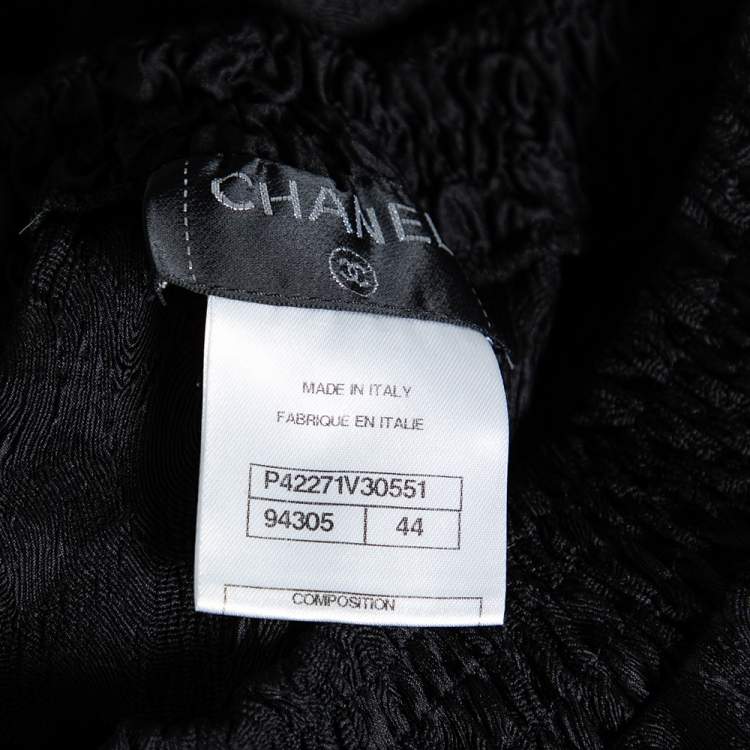 CHANEL
MADE IN ITALY
FABRIQUE EN ITALIE
P42271V30551
94305 44
COMPOSITION